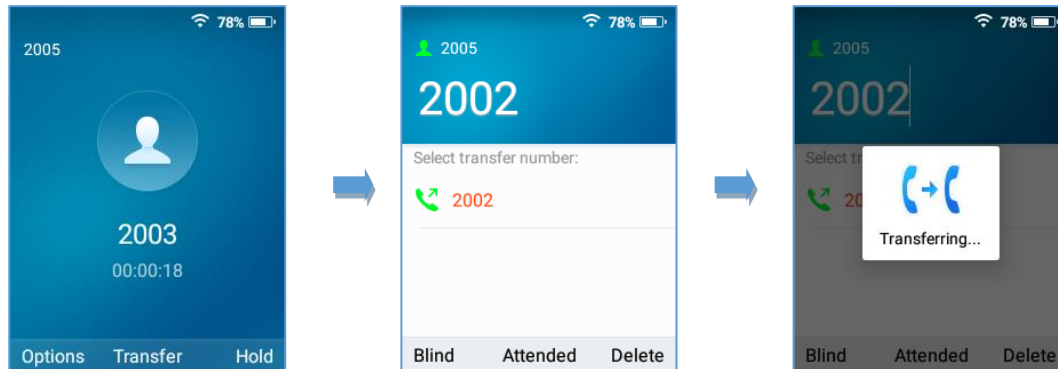 78%
2005
2003
00:00:18
Options Transfer Hold
78%
2005
2002
Select transfer number:
2002
Blind Attended Delete
78%
2005
2002
Select tr
20
Transferring...
Blind Attended Delete